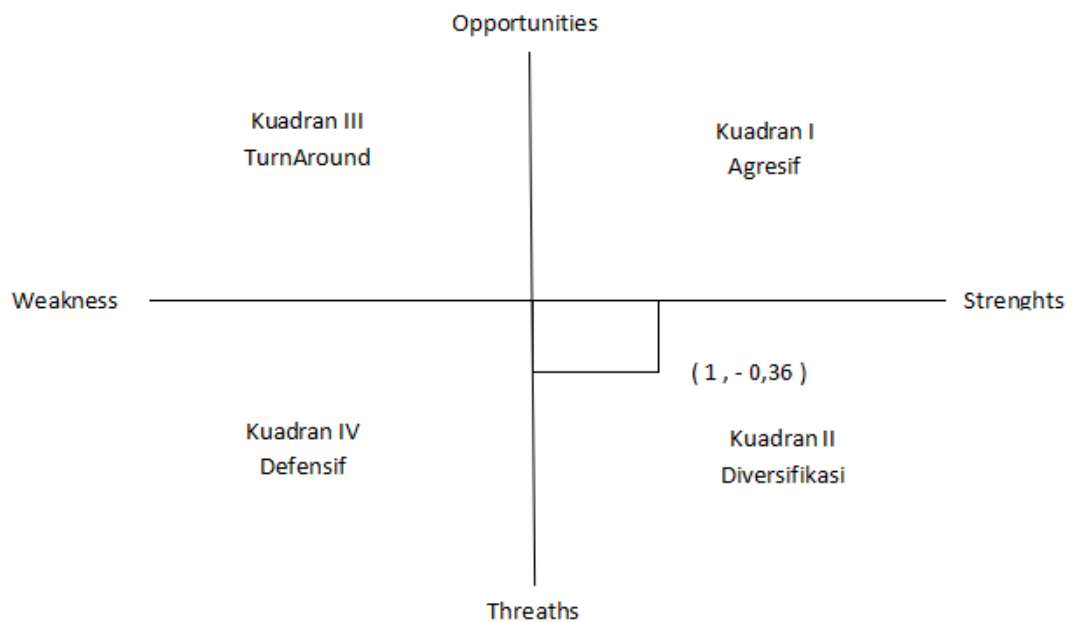 Opportunities
Kuadran III
TurnAround
Kuadran I
Agresif
Weakness
Strenghts
( 1 , - 0,36 )
Kuadran IV
Defensif
Kuadran II
Diversifikasi
Threaths